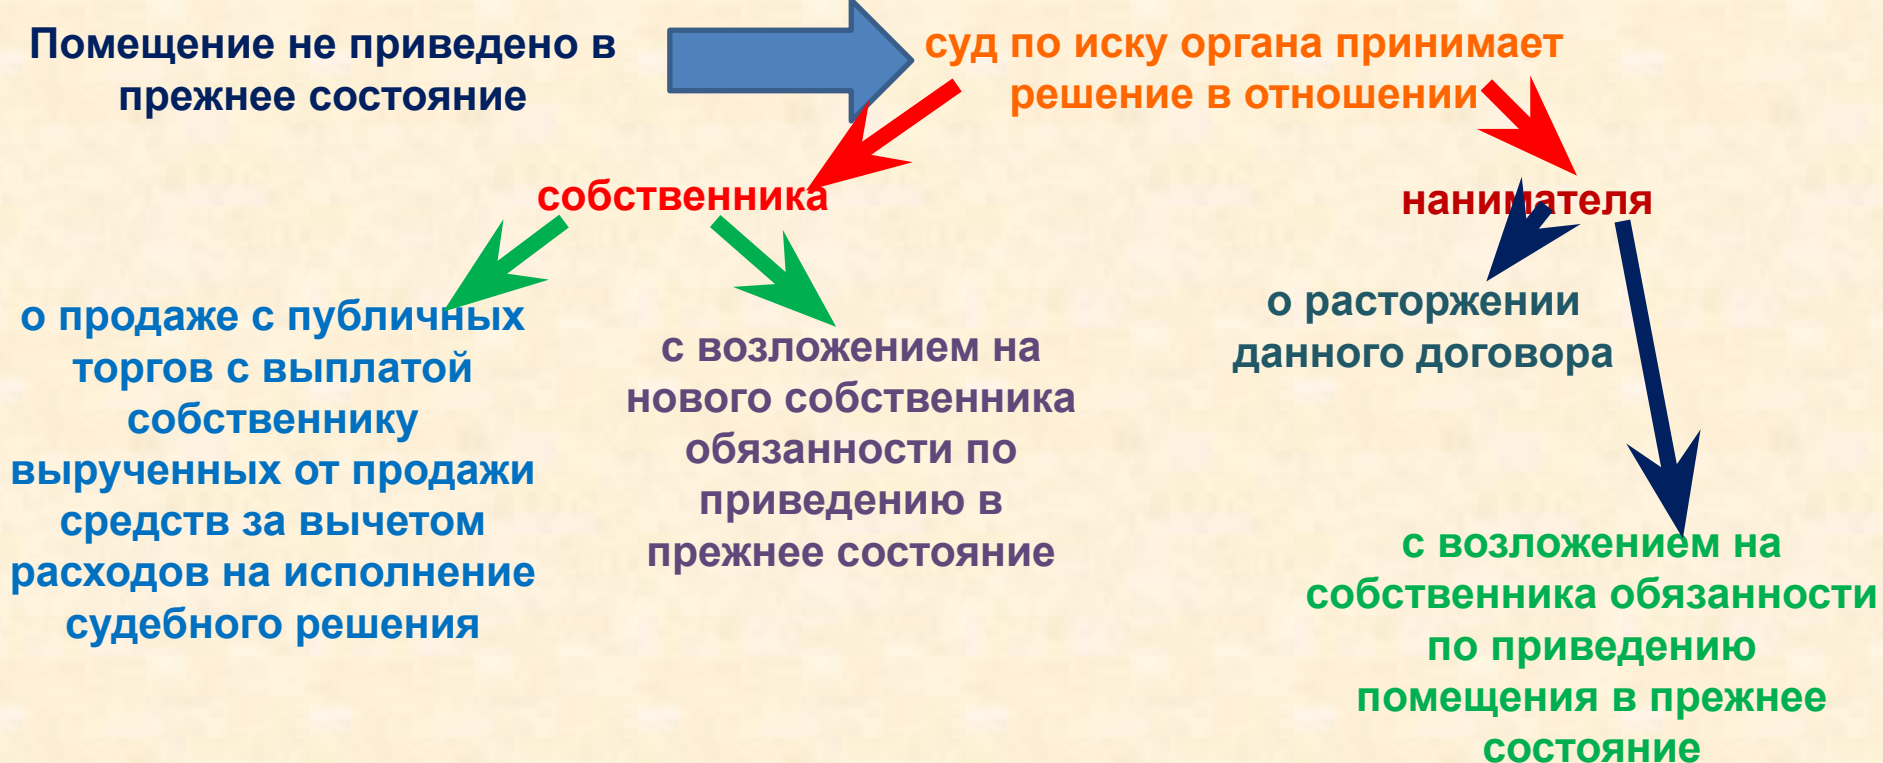 Помещение не приведено в
прежнее состояние
суд по иску органа принимает
решение в отношении
собственника
нанимателя
о продаже с публичных
торгов с выплатой
собственнику
вырученных от продажи
средств за вычетом
расходов на исполнение
судебного решения
с возложением на
нового собственника
обязанности по
приведению в
прежнее состояние
о расторжении
данного договора
с возложением на
собственника обязанности
по приведению
помещения в прежнее
состояние